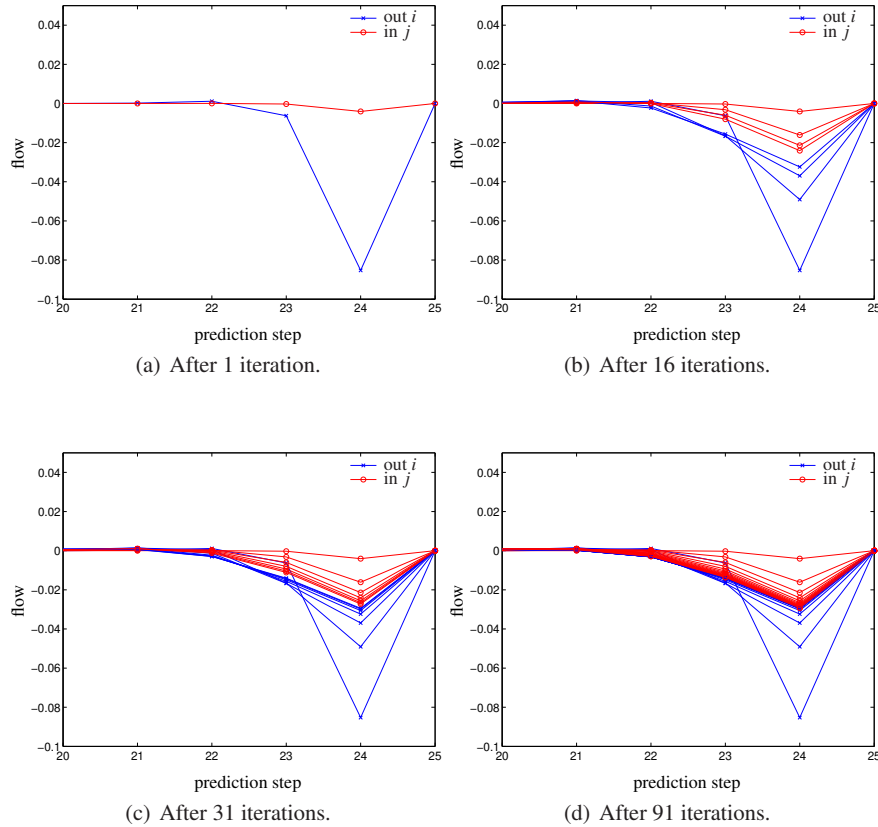 out i
in j
0.04
0.02
0
−0.02
−0.04
−0.06
−0.08
−0.1
flow
20 21 22 23 24 25
prediction step
(a) After 1 iteration.
out i
in j
0.04
0.02
0
−0.02
−0.04
−0.06
−0.08
−0.1
flow
20 21 22 23 24 25
prediction step
(b) After 16 iterations.
out i
in j
0.04
0.02
0
−0.02
−0.04
−0.06
−0.08
−0.1
flow
20 21 22 23 24 25
prediction step
(c) After 31 iterations.
out i
in j
0.04
0.02
0
−0.02
−0.04
−0.06
−0.08
−0.1
flow
20 21 22 23 24 25
prediction step
(d) After 91 iterations.